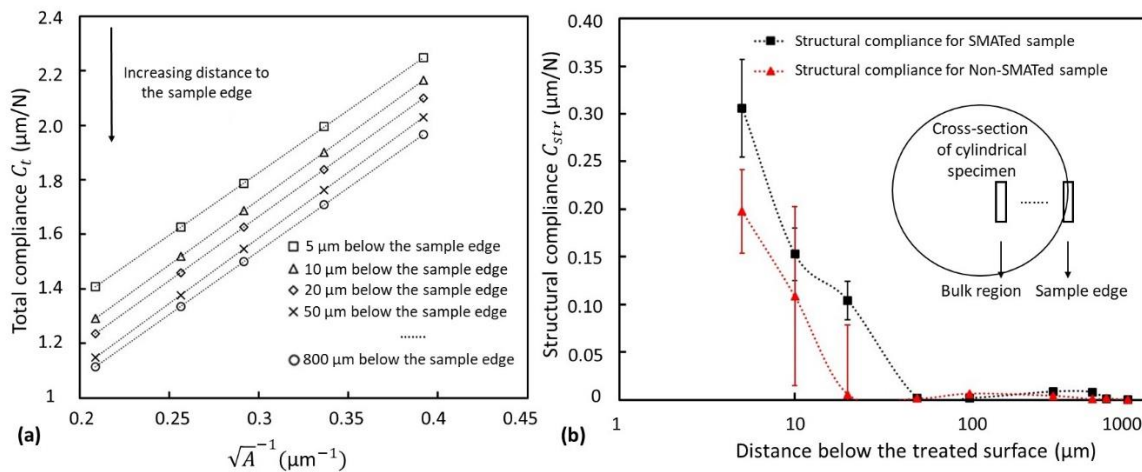 2.4
2.2
2.0
1.8
1.6
1.4
1.2
1
Total compliance C_t (μm/N)
Increasing distance to
the sample edge
5 μm below the sample edge
10 μm below the sample edge
20 μm below the sample edge
50 μm below the sample edge
........
800 μm below the sample edge
0.2
0.25
0.3
0.35
0.4
0.45
(a)
√A⁻¹ (μm⁻¹)
Structural compliance for SMATed sample
Structural compliance for Non-SMATed sample
0.35
0.30
0.25
0.20
0.15
0.10
0.05
0
Structural compliance C_str (μm/N)
Cross-section
of cylindrical
specimen
........
Bulk region
Sample edge
1
10
100
1000
(b)
Distance below the treated surface (μm)